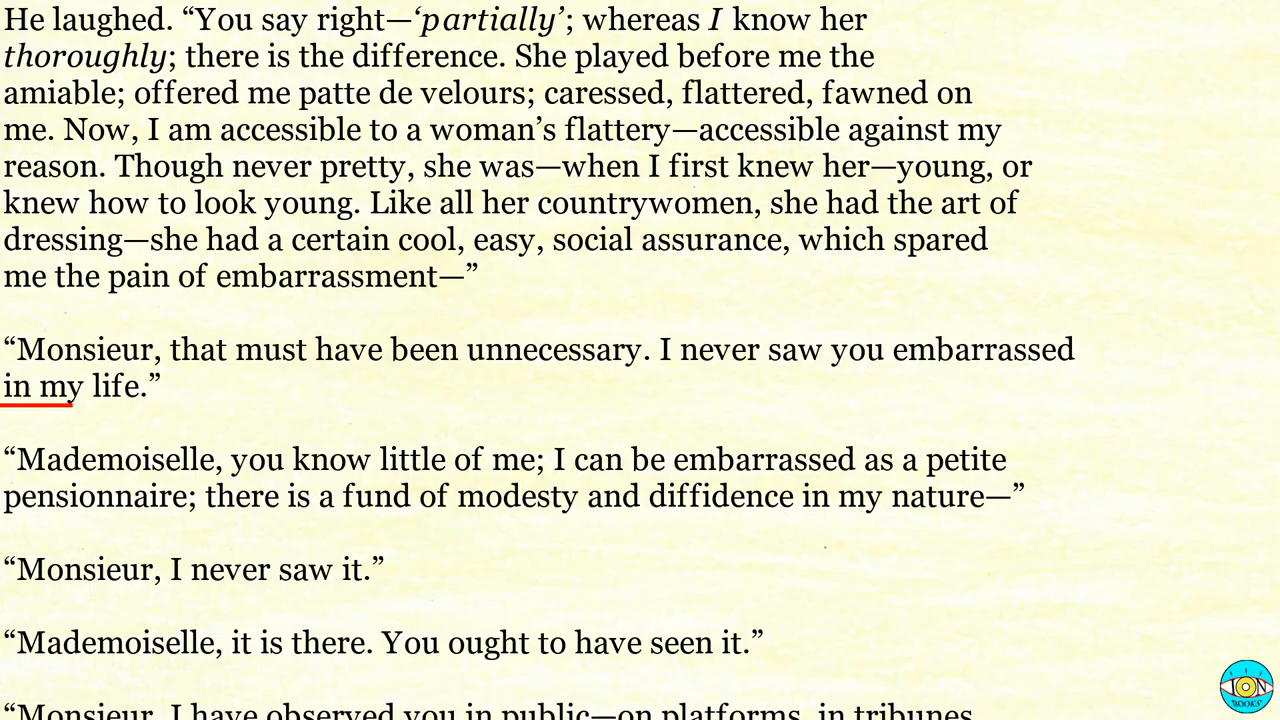 He laughed. “You say right—‘partially’; whereas I know her
thoroughly; there is the difference. She played before me the
amiable; offered me patte de velours; caressed, flattered, fawned on
me. Now, I am accessible to a woman’s flattery—accessible against my
reason. Though never pretty, she was—when I first knew her—young, or
knew how to look young. Like all her countrywomen, she had the art of
dressing—she had a certain cool, easy, social assurance, which spared
me the pain of embarrassment—”
“Monsieur, that must have been unnecessary. I never saw you embarrassed
in my life.”
“Mademoiselle, you know little of me; I can be embarrassed as a petite
pensionnaire; there is a fund of modesty and diffidence in my nature—”
“Monsieur, I never saw it.”
“Mademoiselle, it is there. You ought to have seen it.”
“Monsieur, I have observed you in public—on platforms, in tribunes,
ION
BOOKS